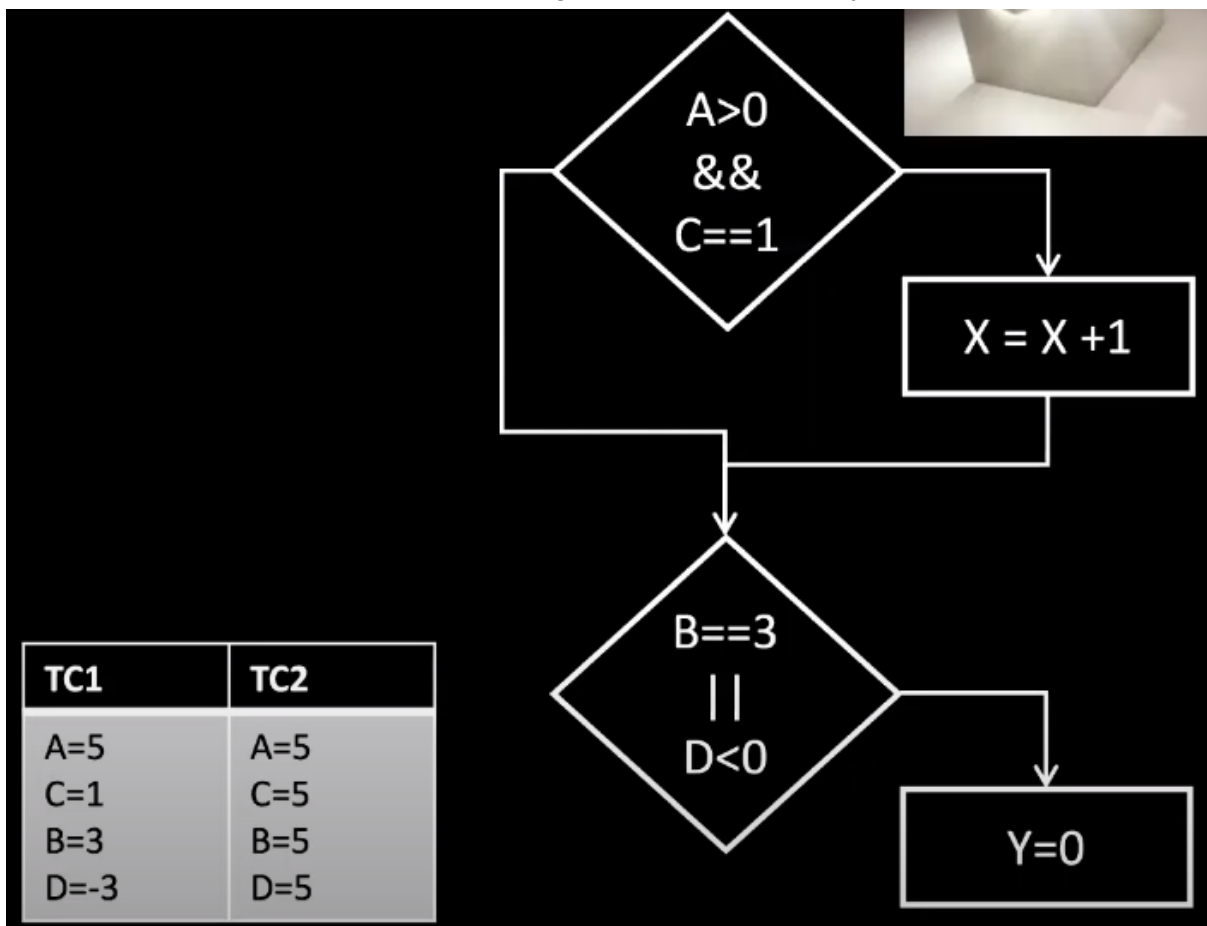 A>0
&&
C==1
X = X +1
B==3
||
D<0
Y=0
TC1 TC2
A=5 A=5
C=1 C=5
B=3 B=5
D=-3 D=5